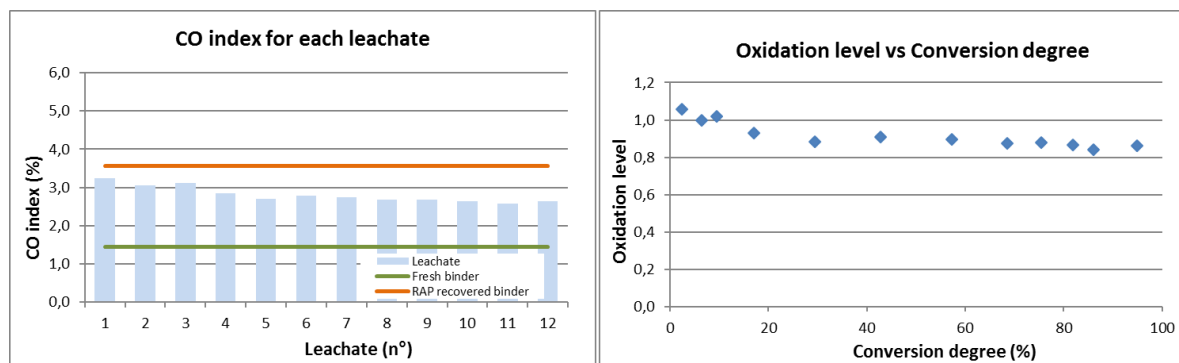 CO index for each leachate
6,0
5,0
4,0
3,0
2,0
1,0
0,0
CO index (%)
Leachate
Fresh binder
RAP recovered binder
1 2 3 4 5 6 7 8 9 10 11 12
Leachate (n°)
Oxidation level vs Conversion degree
1,2
1,0
0,8
0,6
0,4
0,2
0,0
Oxidation level
0 20 40 60 80 100
Conversion degree (%)